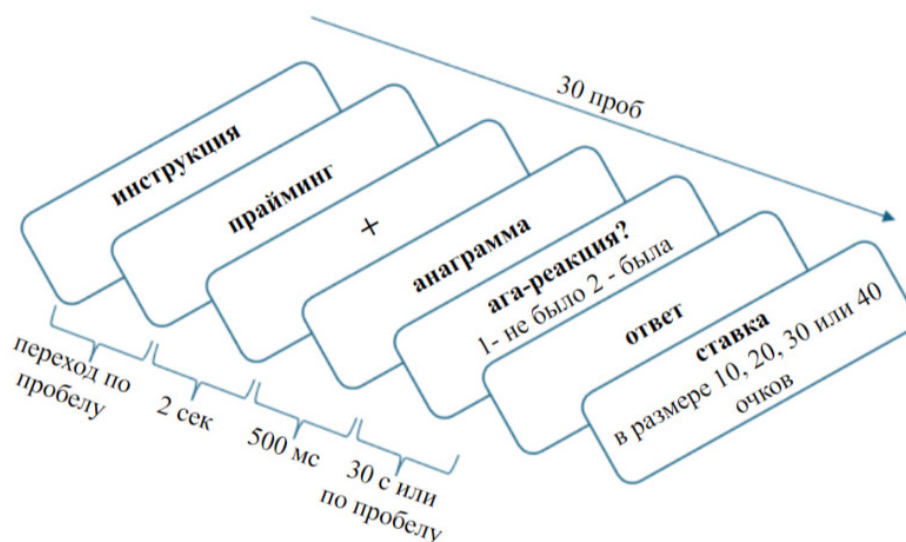 30 проб
инструкция
прайминг
+
анаграмма
ага-реакция?
1- не было 2 - была
ответ
ставка
в размере 10, 20, 30 или 40
очков
переход по
пробелу
2 сек
500 мс
30 с или
по пробелу